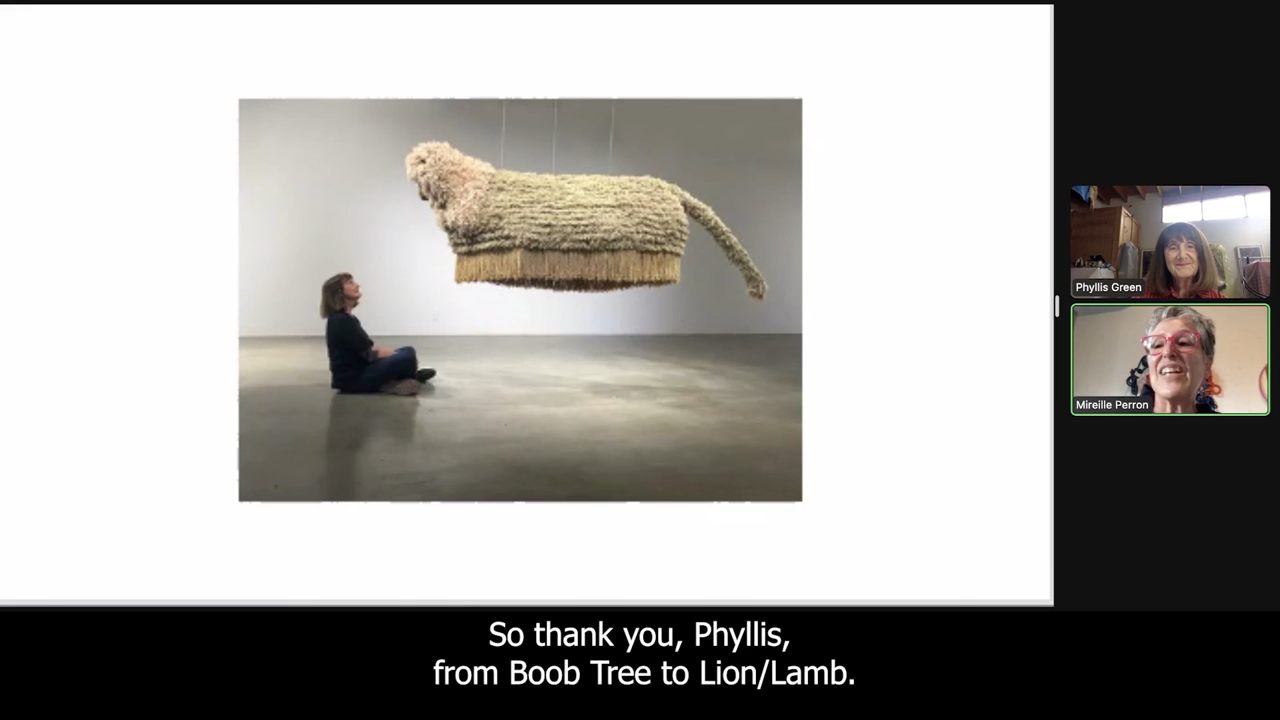 Phyllis Green
Mireille Perron
So thank you, Phyllis,
from Boob Tree to Lion/Lamb.